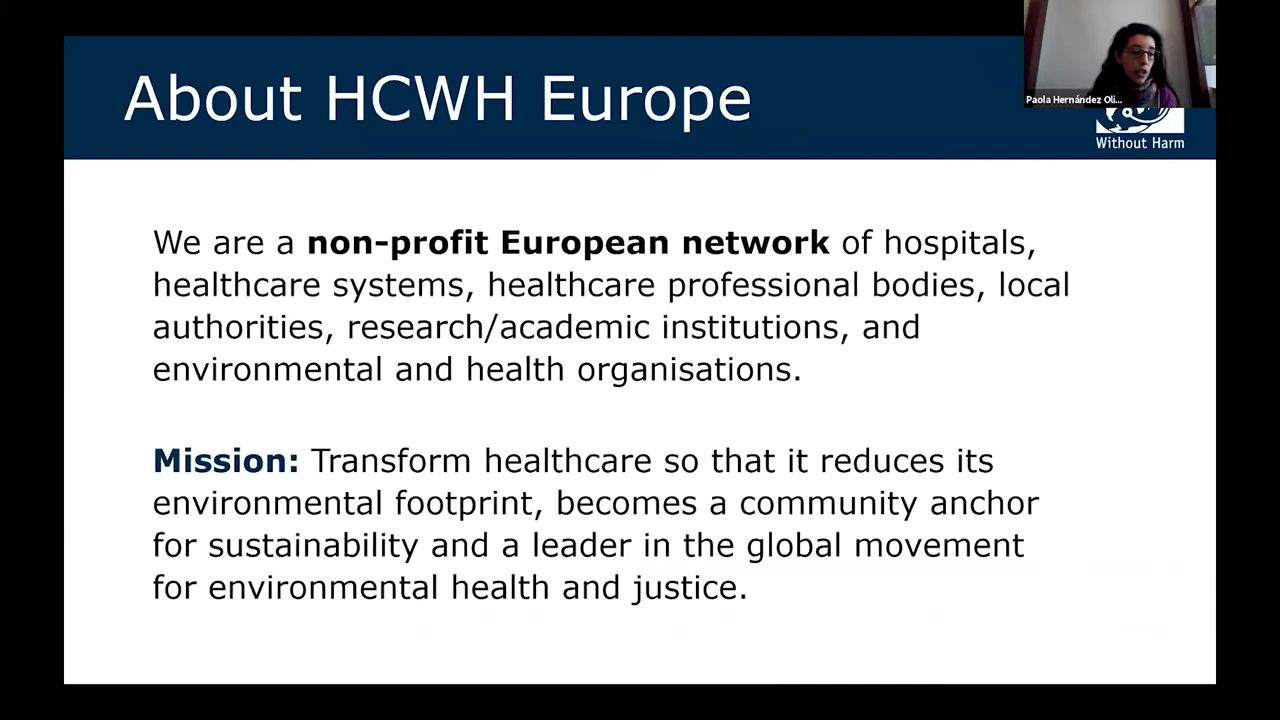 About HCWH Europe
Paola Hernández Oli...
Without Harm
We are a non-profit European network of hospitals,
healthcare systems, healthcare professional bodies, local
authorities, research/academic institutions, and
environmental and health organisations.
Mission: Transform healthcare so that it reduces its
environmental footprint, becomes a community anchor
for sustainability and a leader in the global movement
for environmental health and justice.